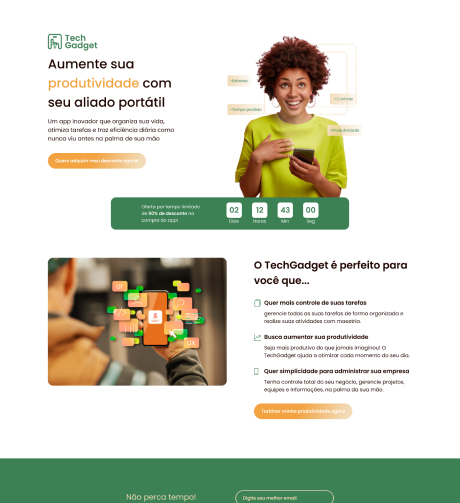 Tech
Gadget
Aumente sua
produtividade com
seu aliado portátil
Um app inovador que organiza sua vida,
otimiza tarefas e traz eficiência diária como
nunca viu antes na palma de sua mão
Quero adquirir meu desconto agora!
-Estresse
+Controle
-Tempo perdido
+Produtividade
Oferta por tempo limitado
de 50% de desconto na
compra do app!
02 12 43 00
Dias Horas Min Seg
O TechGadget é perfeito para
você que...
Quer mais controle de suas tarefas
gerencie todas as suas tarefas de forma organizada e
realize suas atividades com maestria.
Busca aumentar sua produtividade
Seja mais produtivo do que jamais imaginou! O
TechGadget ajuda a otimizar cada momento do seu dia.
Quer simplicidade para administrar sua empresa
Tenha controle total do seu negócio, gerencie projetos,
equipes e informações, na palma da sua mão.
Turbinar minha produtividade agora
UI
UX
Não perca tempo!
Digite seu melhor email